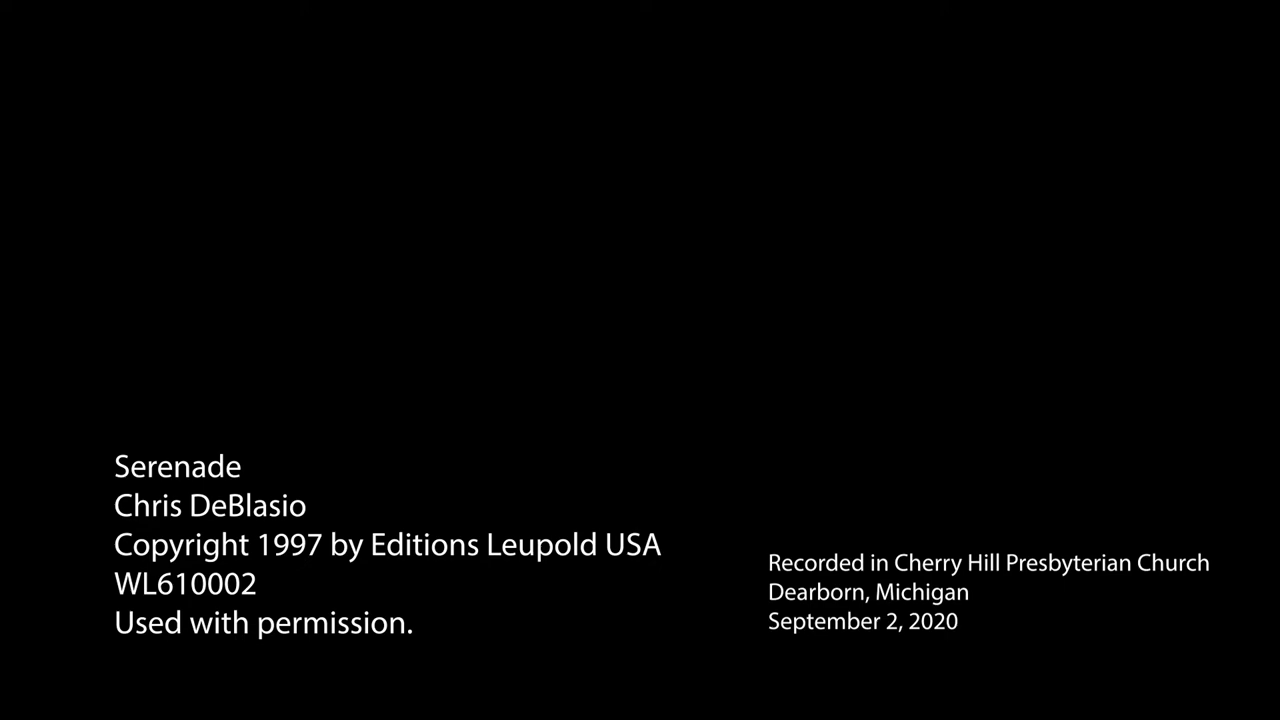 Serenade
Chris DeBlasio
Copyright 1997 by Editions Leupold USA
WL610002
Used with permission.
Recorded in Cherry Hill Presbyterian Church
Dearborn, Michigan
September 2, 2020